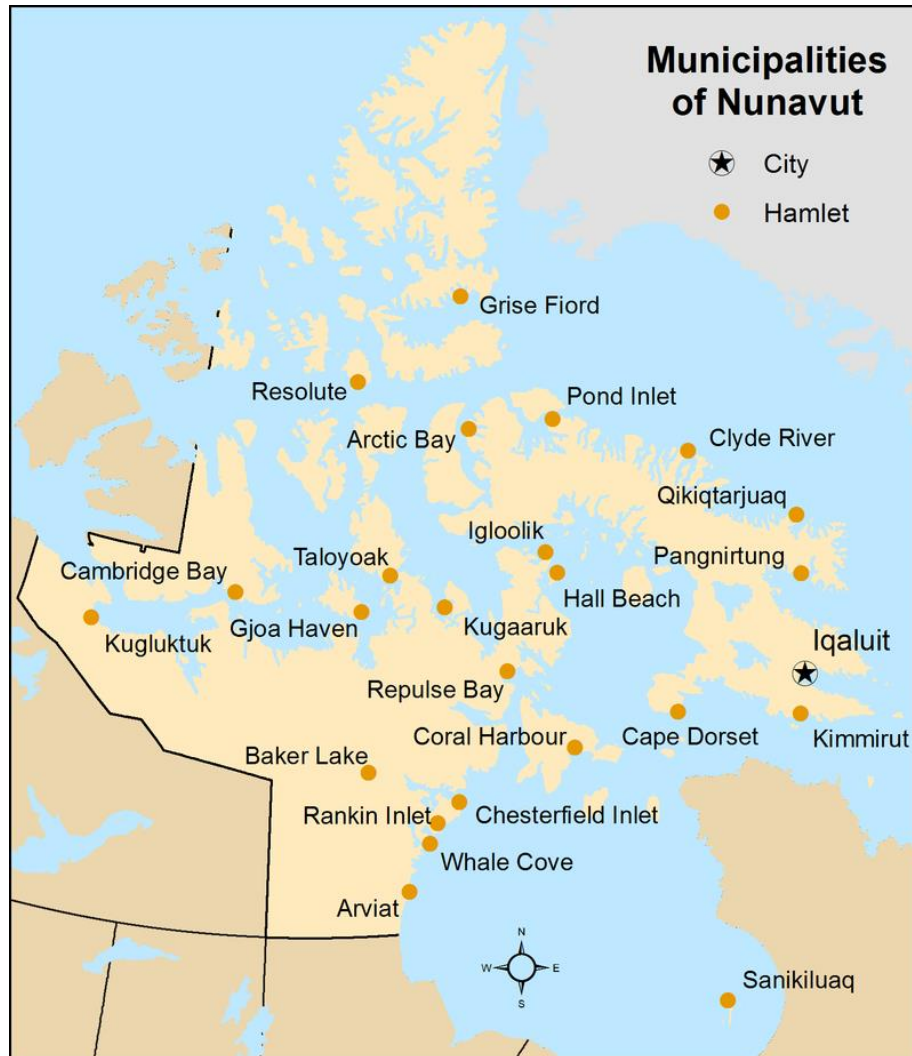 Municipalities
of Nunavut
City
Hamlet
Grise Fiord
Resolute
Pond Inlet
Arctic Bay
Clyde River
Qikiqtarjuaq
Igloolik
Taloyoak
Pangnirtung
Cambridge Bay
Hall Beach
Gjoa Haven
Kugaaruk
Kugluktuk
Iqaluit
Repulse Bay
Coral Harbour
Cape Dorset
Kimmirut
Baker Lake
Rankin Inlet
Chesterfield Inlet
Whale Cove
Arviat
N
W
E
S
Sanikiluaq